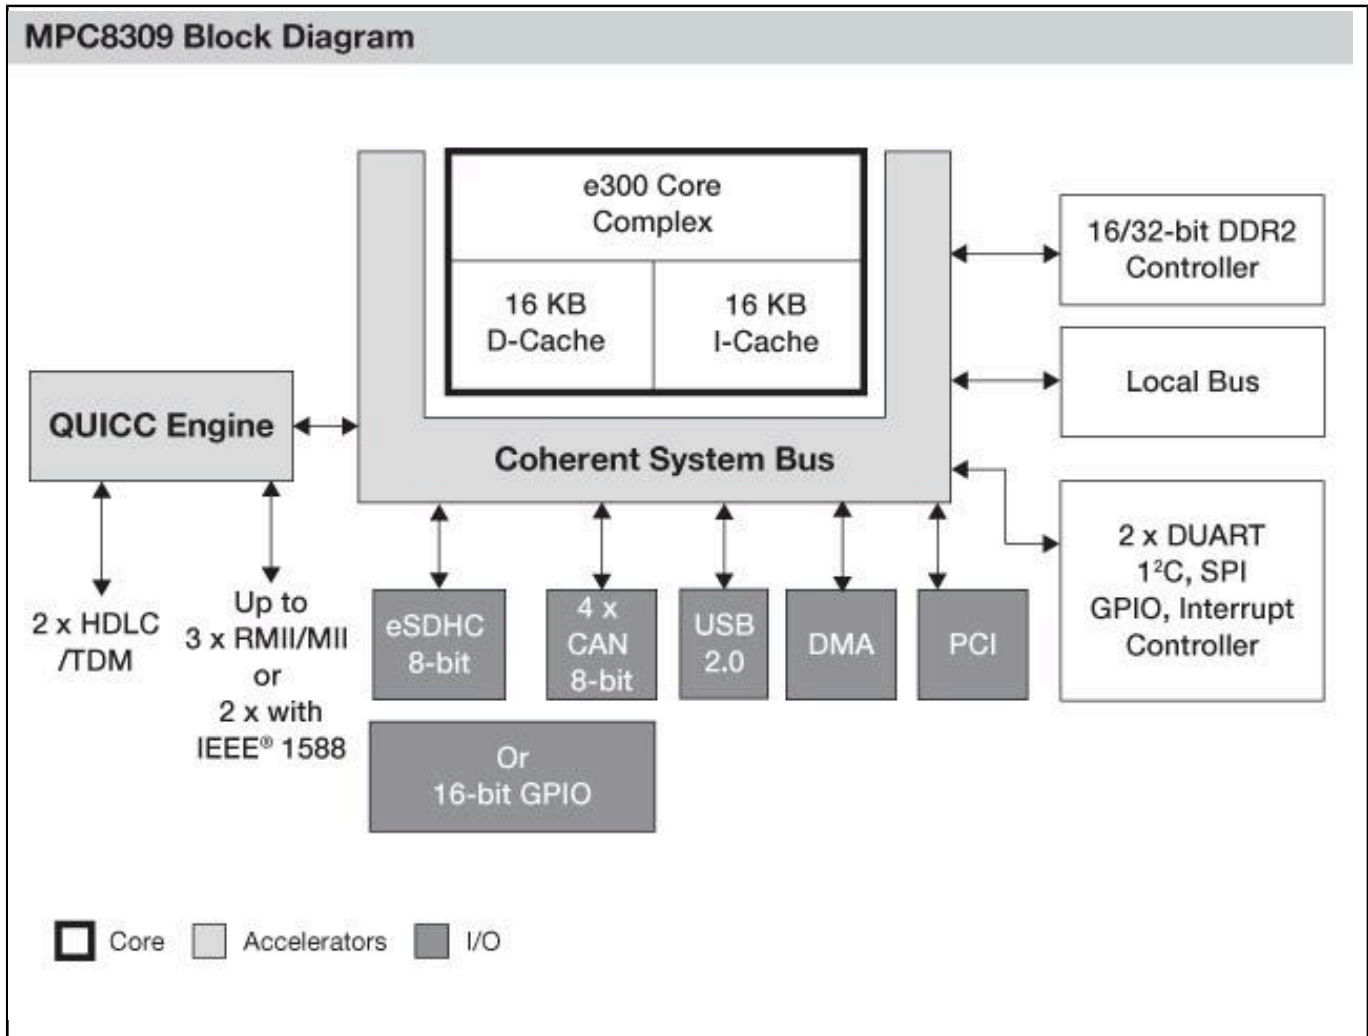 MPC8309 Block Diagram
e300 Core
Complex
16 KB
D-Cache
16 KB
I-Cache
16/32-bit DDR2
Controller
Local Bus
QUICC Engine
Coherent System Bus
2 x DUART
1²C, SPI
GPIO, Interrupt
Controller
2 x HDLC
/TDM
Up to
3 x RMII/MII
or
2 x with
IEEE® 1588
eSDHC
8-bit
4 x
CAN
8-bit
USB
2.0
DMA
PCI
Or
16-bit GPIO
Core
Accelerators
I/O